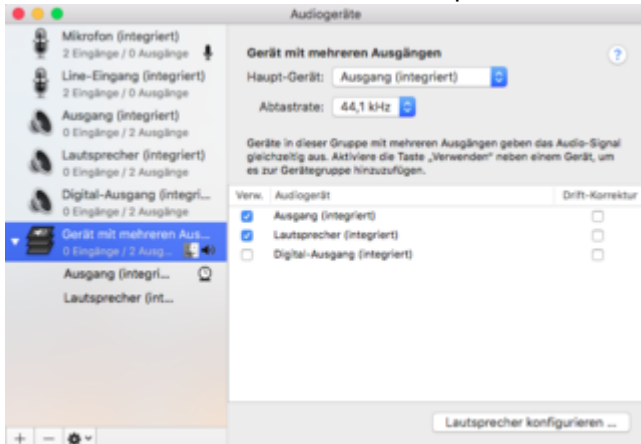 Audiogeräte
Mikrofon (integriert)
2 Eingänge / 0 Ausgänge
Line-Eingang (integriert)
2 Eingänge / 0 Ausgänge
Ausgang (integriert)
0 Eingänge / 2 Ausgänge
Lautsprecher (integriert)
0 Eingänge / 2 Ausgänge
Digital-Ausgang (integri...
0 Eingänge / 2 Ausgänge
Gerät mit mehreren Aus...
0 Eingänge / 2 Ausg...
Ausgang (integri...
Lautsprecher (int...
+ −
Gerät mit mehreren Ausgängen
?
Haupt-Gerät: Ausgang (integriert)
Abtastrate: 44,1 kHz
Geräte in dieser Gruppe mit mehreren Ausgängen geben das Audio-Signal
gleichzeitig aus. Aktiviere die Taste „Verwenden“ neben einem Gerät, um
es zur Gerätegruppe hinzuzufügen.
Verw. Audiogerät Drift-Korrektur
Ausgang (integriert)
Lautsprecher (integriert)
Digital-Ausgang (integriert)
Lautsprecher konfigurieren ...